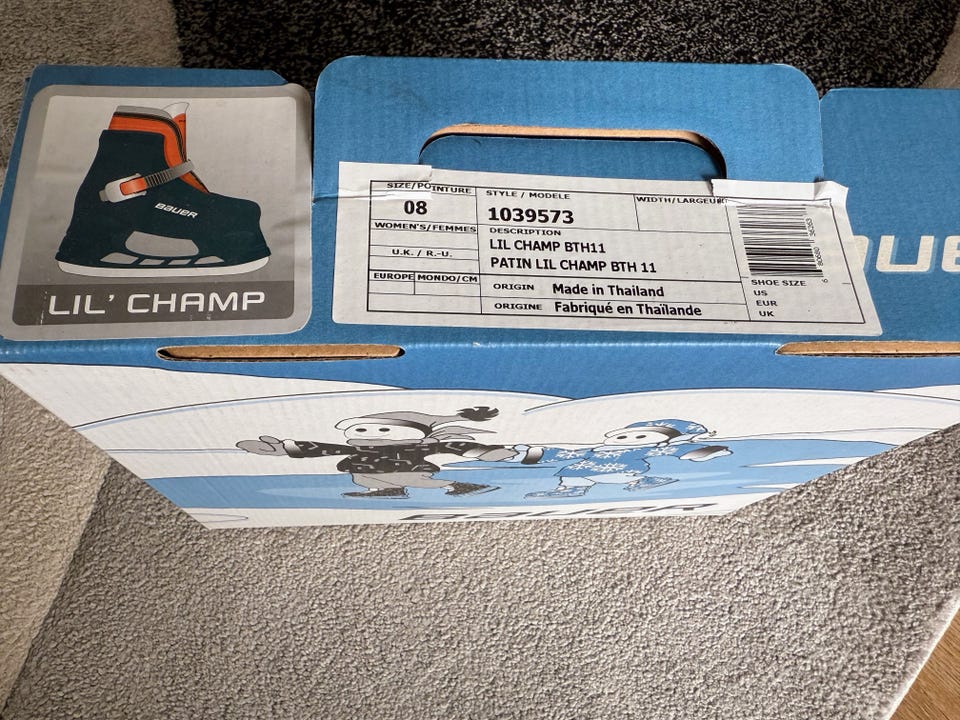 BAUER
LIL' CHAMP
SIZE/POINTURE
08
WOMEN'S/FEMMES
U.K. / R.-U.
EUROPE MONDO/CM
STYLE / MODÈLE
1039573
WIDTH/LARGEUR
DESCRIPTION
LIL CHAMP BTH11
PATIN LIL CHAMP BTH 11
ORIGIN Made in Thailand
ORIGINE Fabriqué en Thaïlande
SHOE SIZE
US
EUR
UK
BAUER